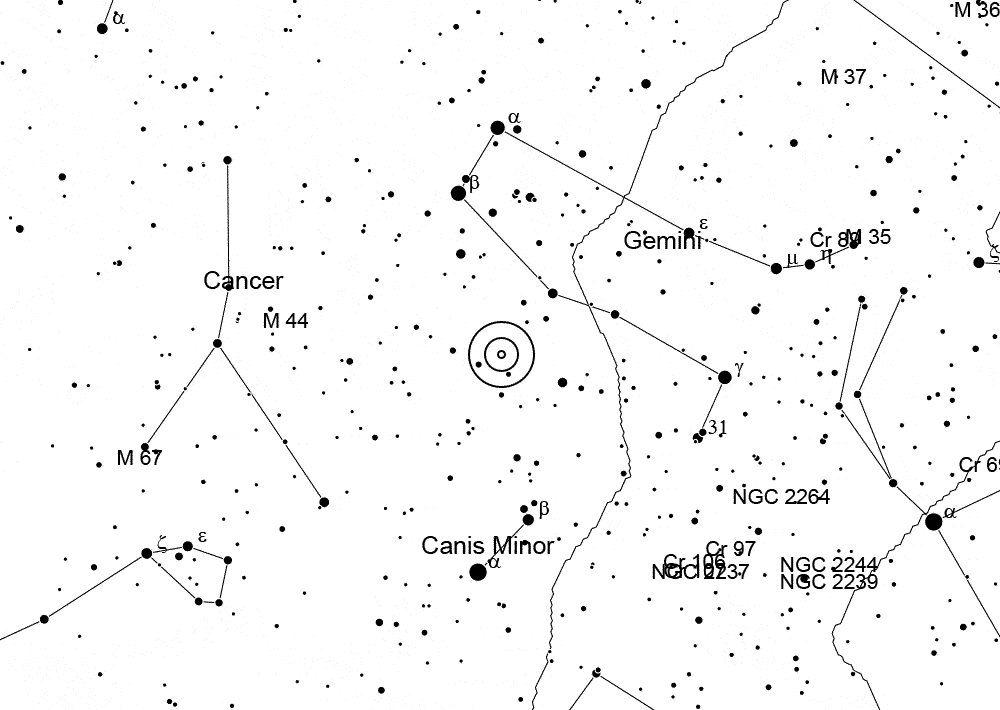 α
M 36
M 37
α
β
ε
Gemini
Cr 89
M 35
η
μ
ζ
Cancer
M 44
γ
31
M 67
Cr 69
NGC 2264
β
α
ζ
ε
Canis Minor
α
Cr 97
Cr 106
NGC 2237
NGC 2244
NGC 2239